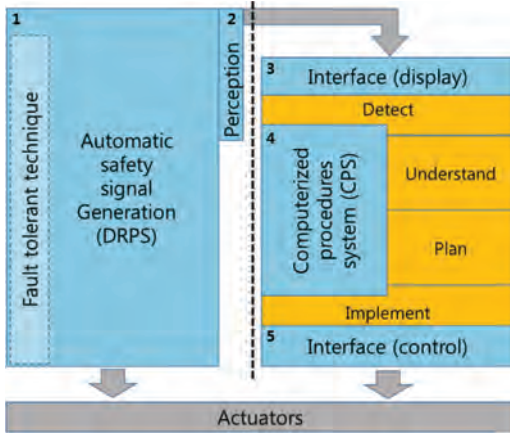 1
Fault tolerant technique
Automatic
safety
signal
Generation
(DRPS)
2
Perception
3
Interface (display)
Detect
4
Computerized
procedures
system (CPS)
Understand
Plan
Implement
5
Interface (control)
Actuators